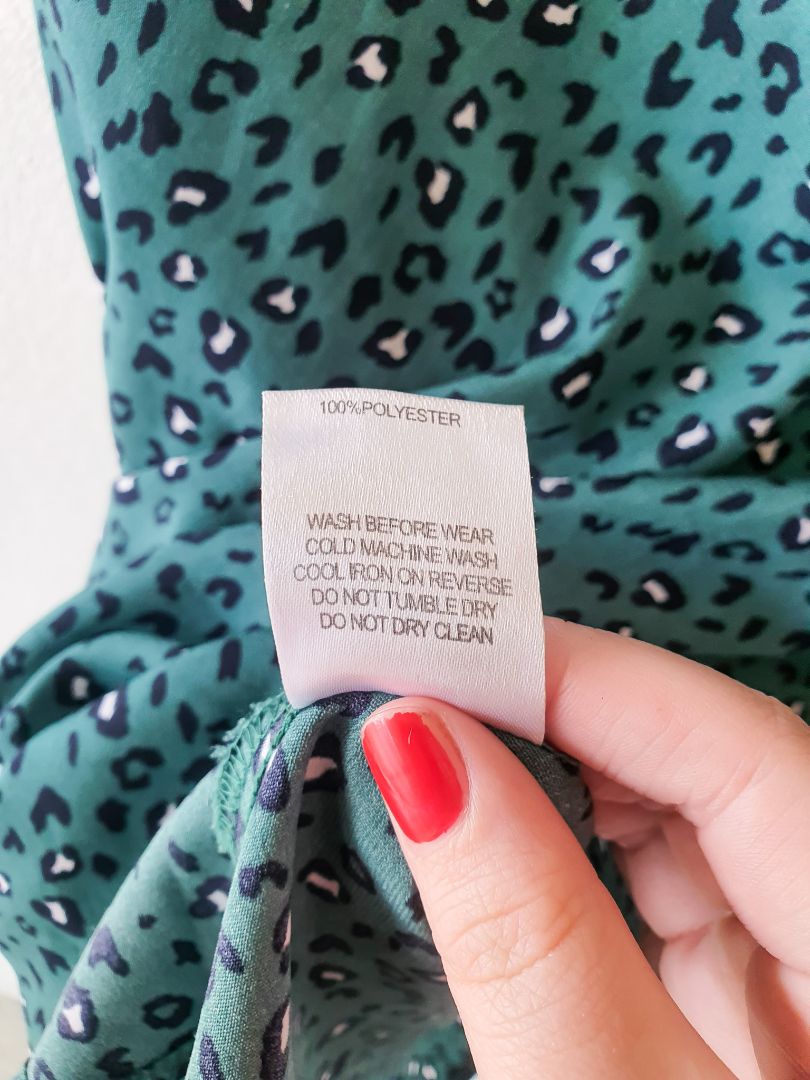 100%POLYESTER
WASH BEFORE WEAR
COLD MACHINE WASH
COOL IRON ON REVERSE
DO NOT TUMBLE DRY
DO NOT DRY CLEAN